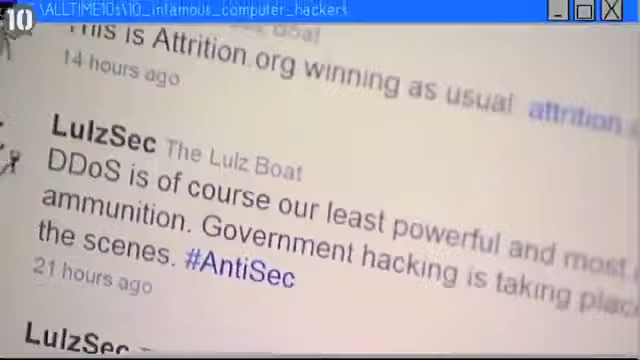 10
\ALLTIME10s\10_infamous_computer_hackers
This is Attrition.org winning as usual attrition
14 hours ago
LulzSec The Lulz Boat
DDoS is of course our least powerful and most
ammunition. Government hacking is taking place
the scenes. #AntiSec
21 hours ago
LulzSec